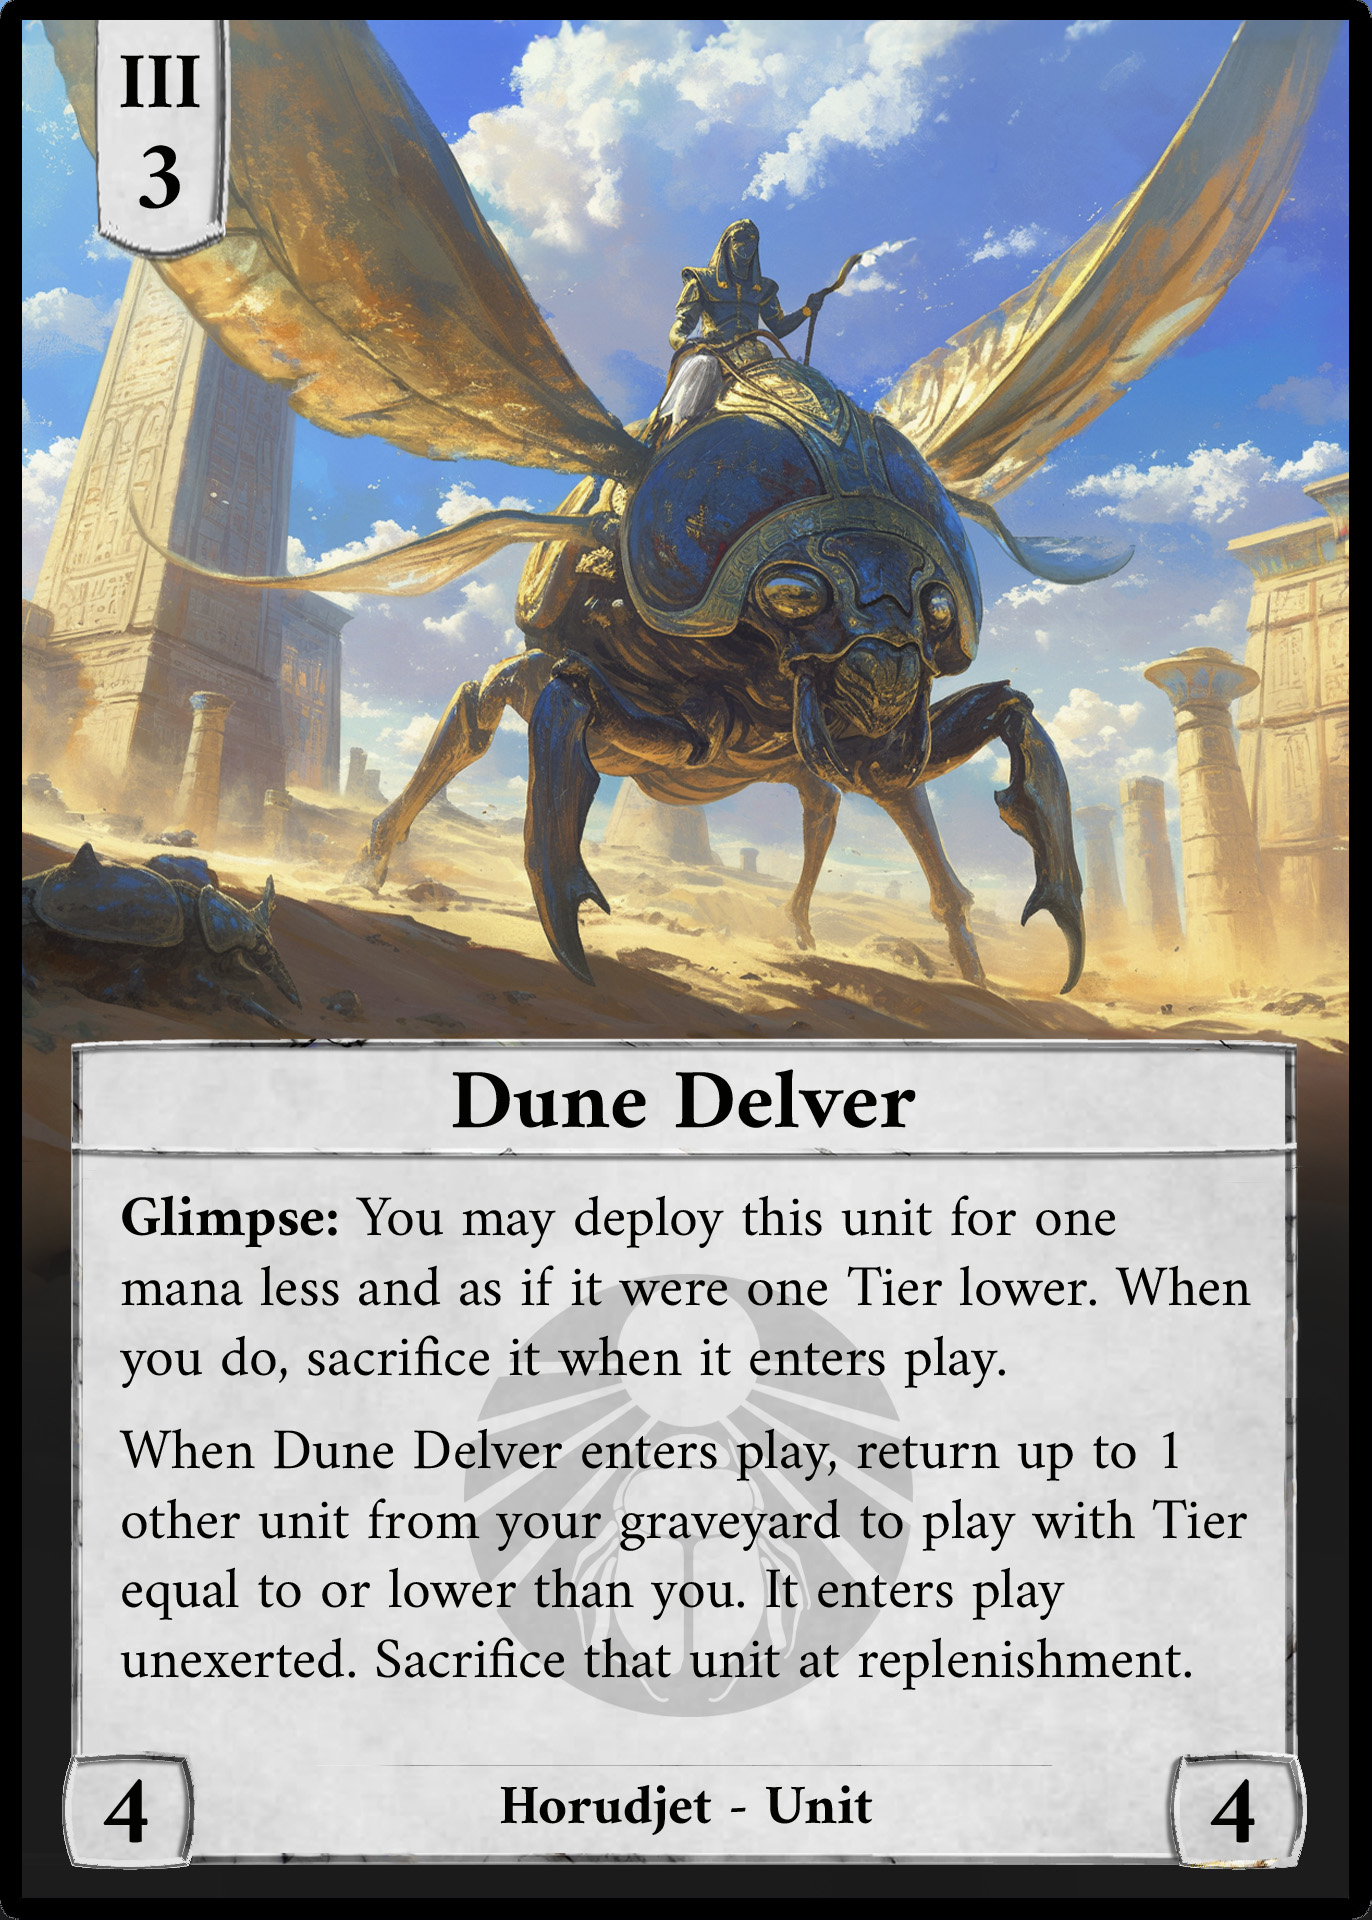 III
3
Dune Delver
Glimpse: You may deploy this unit for one
mana less and as if it were one Tier lower. When
you do, sacrifice it when it enters play.
When Dune Delver enters play, return up to 1
other unit from your graveyard to play with Tier
equal to or lower than you. It enters play
unexerted. Sacrifice that unit at replenishment.
4
Horudjet - Unit
4